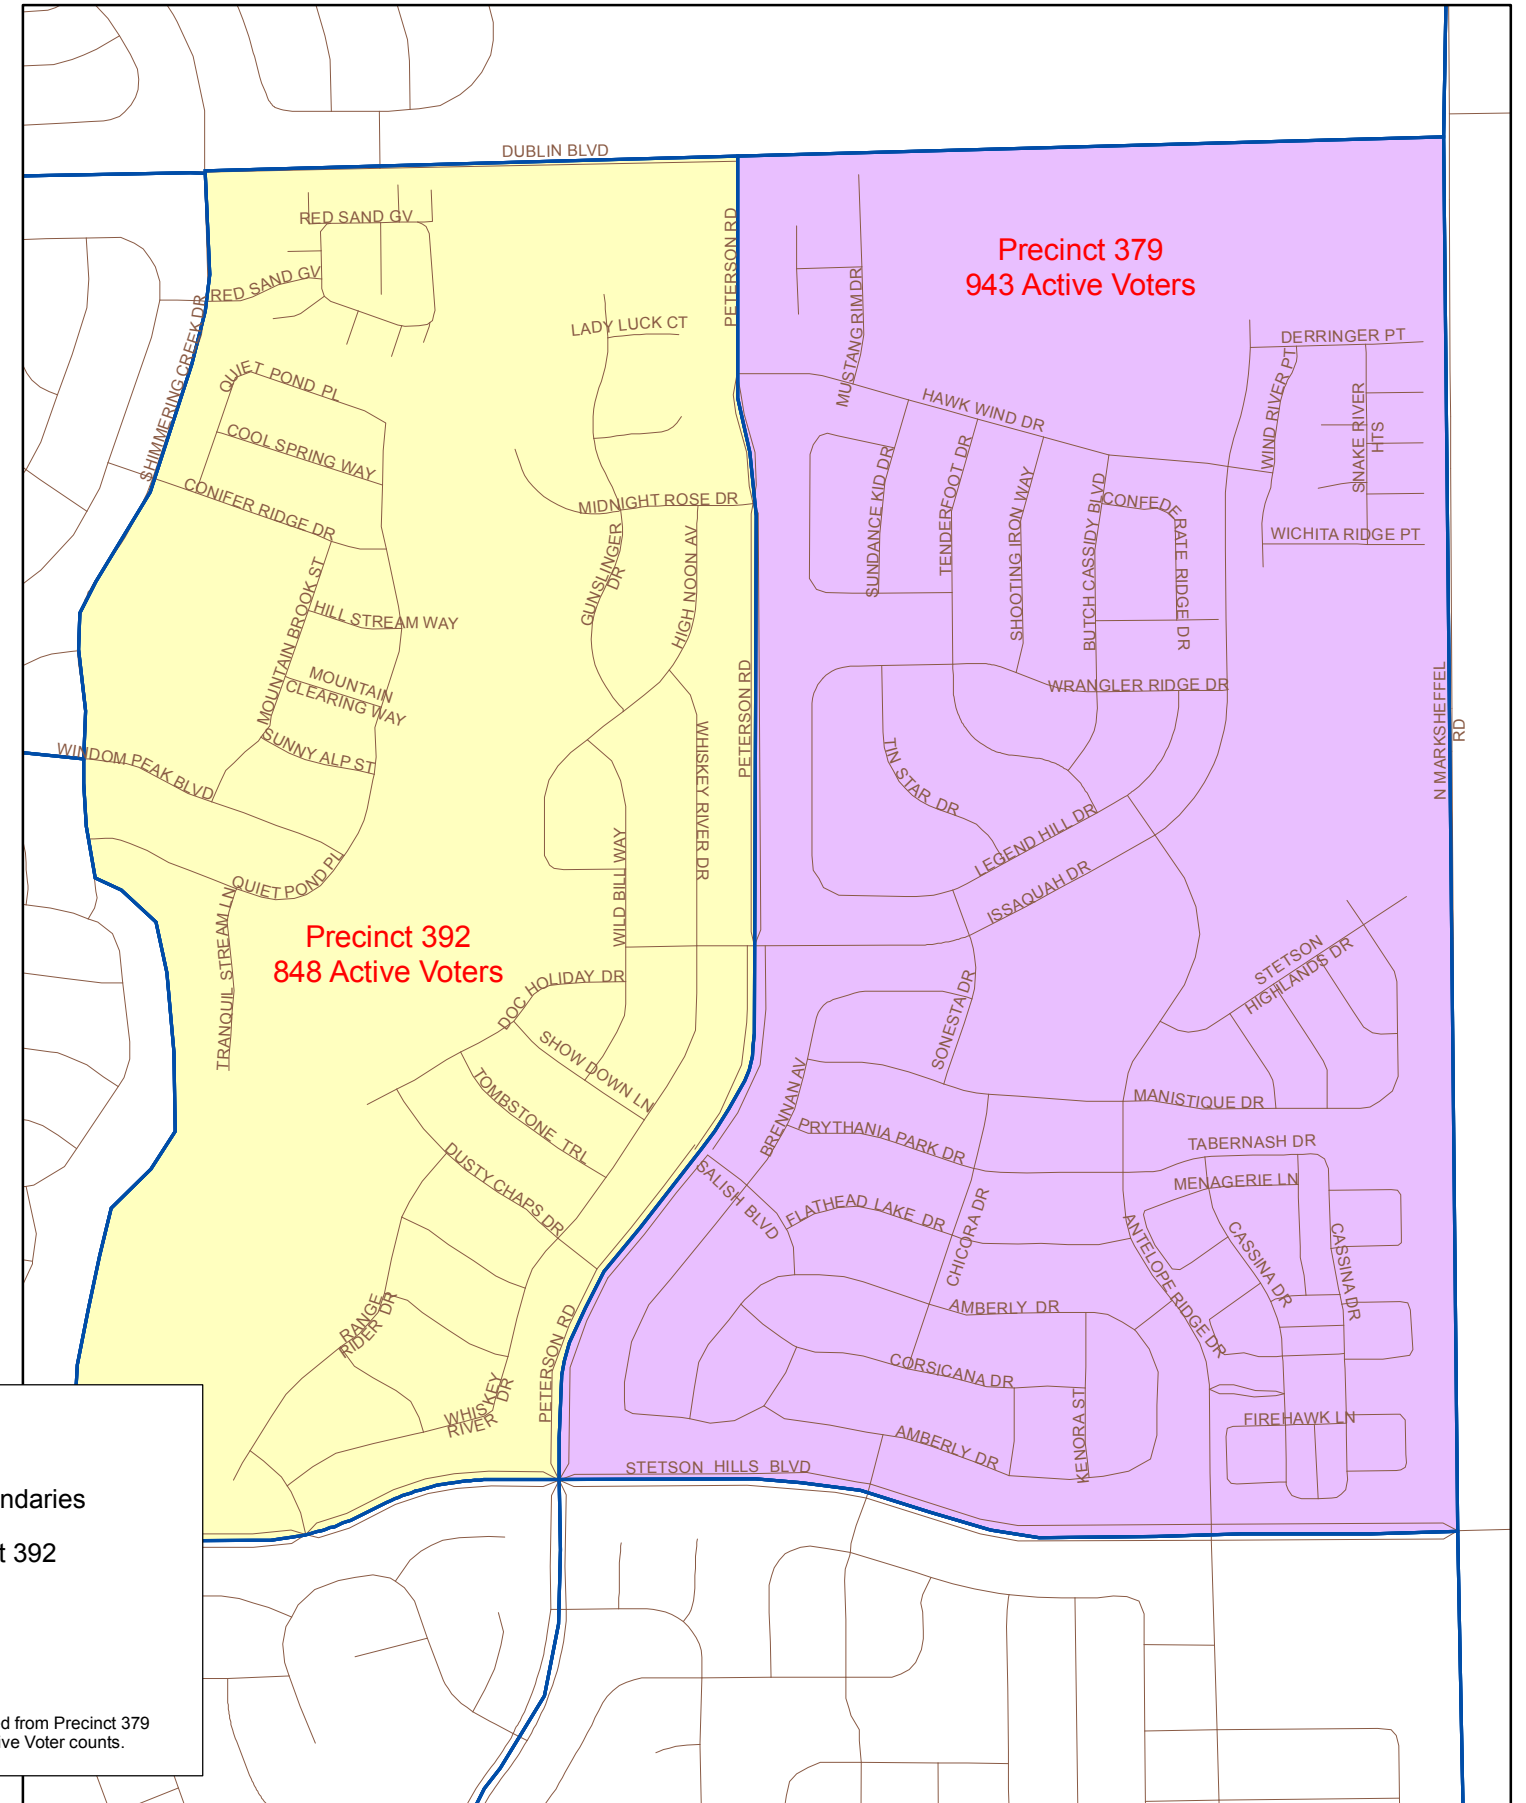 DUBLIN BLVD
RED SAND GV
PETERSON RD
Precinct 379
943 Active Voters
RED SAND GV
SHIMMERING CREEK DR
LADY LUCK CT
MUSTANG RIM DR
DERRINGER PT
WIND RIVER PT
SNAKE RIVER
HTS
QUIET POND PL
HAWK WIND DR
COOL SPRING WAY
SUNDANCE KID DR
TENDERFOOT DR
SHOOTING IRON WAY
BUTCH CASSIDY BLVD
CONFEDERATE RIDGE DR
CONIFER RIDGE DR
MIDNIGHT ROSE DR
WICHITA RIDGE PT
GUNSLINGER
DR
HIGH NOON AV
MOUNTAIN BROOK ST
HILL STREAM WAY
PETERSON RD
MOUNTAIN
CLEARING WAY
WRANGLER RIDGE DR
N MARKSHEFFEL
RD
SUNNY ALP ST
WINDOM PEAK BLVD
WHISKEY RIVER DR
TIN STAR DR
LEGEND HILL DR
WILD BILL WAY
QUIET POND PL
ISSAQUAH DR
TRANQUIL STREAM LN
Precinct 392
848 Active Voters
STETSON
HIGHLANDS DR
DOC HOLIDAY DR
SONESTA DR
SHOW DOWN LN
TOMBSTONE TRL
BRENNAN AV
MANISTIQUE DR
PRYTHANIA PARK DR
TABERNASH DR
DUSTY CHAPS DR
SALISH BLVD
MENAGERIE LN
FLATHEAD LAKE DR
CHICORA DR
ANTELOPE RIDGE DR
CASSINA DR
CASSINA DR
RANGE
RIDER DR
AMBERLY DR
PETERSON RD
CORSICANA DR
WHISKEY
RIVER DR
KENORA ST
FIREHAWK LN
AMBERLY DR
STETSON HILLS BLVD
ndaries
t 392
d from Precinct 379
ive Voter counts.